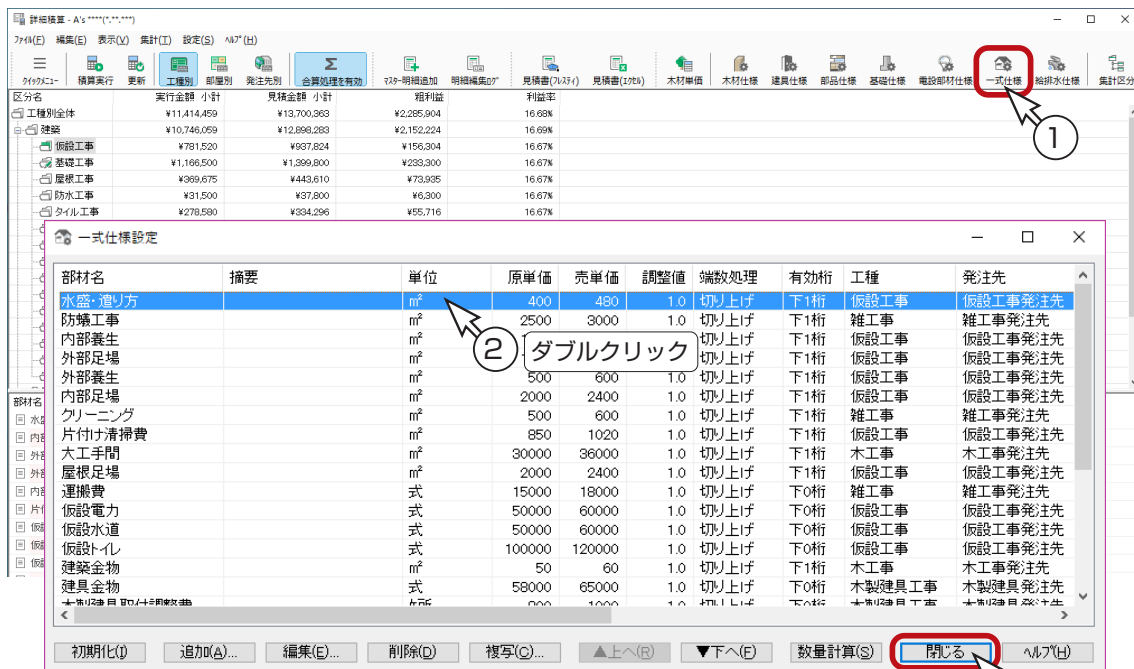 詳細積算 - A's ****(*.**.***)
ファイル(F) 編集(E) 表示(V) 集計(T) 設定(S) ヘルプ(H)
クイックメニュー 積算実行 更新 工種別 部屋別 発注先別 合算処理を有効 マスター明細追加 明細編集ログ 見積書(プレステイ) 見積書(エクセル) 木材単価 木材仕様 建具仕様 部品仕様 基礎仕様 電設部材仕様 一式仕様 給排水仕様 集計区分
区分名 実行金額 小計 見積金額 小計 粗利益 利益率
工種別全体 ¥11,414,459 ¥13,700,363 ¥2,285,904 16.68%
建築 ¥10,746,059 ¥12,898,283 ¥2,152,224 16.69%
仮設工事 ¥781,520 ¥937,824 ¥156,304 16.67%
基礎工事 ¥1,166,500 ¥1,399,800 ¥233,300 16.67%
屋根工事 ¥369,675 ¥443,610 ¥73,935 16.67%
防水工事 ¥31,500 ¥37,800 ¥6,300 16.67%
タイル工事 ¥278,580 ¥334,296 ¥55,716 16.67%
1
一式仕様設定
部材名 摘要 単位 原単価 売単価 調整値 端数処理 有効桁 工種 発注先
水盛・遣り方 ㎡ 400 480 1.0 切り上げ 下1桁 仮設工事 仮設工事発注先
防蟻工事 ㎡ 2500 3000 1.0 切り上げ 下1桁 雑工事 雑工事発注先
内部養生 ㎡ 切り上げ 下1桁 仮設工事 仮設工事発注先
外部足場 ㎡ 切り上げ 下1桁 仮設工事 仮設工事発注先
2 ダブルクリック
外部養生 ㎡ 500 600 1.0 切り上げ 下1桁 仮設工事 仮設工事発注先
内部足場 ㎡ 2000 2400 1.0 切り上げ 下1桁 仮設工事 仮設工事発注先
クリーニング ㎡ 500 600 1.0 切り上げ 下1桁 雑工事 雑工事発注先
片付け清掃費 ㎡ 850 1020 1.0 切り上げ 下1桁 仮設工事 仮設工事発注先
大工手間 ㎡ 30000 36000 1.0 切り上げ 下1桁 木工事 木工事発注先
屋根足場 ㎡ 2000 2400 1.0 切り上げ 下1桁 仮設工事 仮設工事発注先
運搬費 式 15000 18000 1.0 切り上げ 下0桁 雑工事 雑工事発注先
仮設電力 式 50000 60000 1.0 切り上げ 下0桁 仮設工事 仮設工事発注先
仮設水道 式 50000 60000 1.0 切り上げ 下0桁 仮設工事 仮設工事発注先
仮設トイレ 式 100000 120000 1.0 切り上げ 下0桁 仮設工事 仮設工事発注先
建築金物 ㎡ 50 60 1.0 切り上げ 下1桁 木工事 木工事発注先
建具金物 式 58000 65000 1.0 切り上げ 下0桁 木製建具工事 木製建具発注先
部材名
初期化(I) 追加(A)... 編集(E)... 削除(D) 複写(C)... ▲上へ(R) ▼下へ(F) 数量計算(S) 閉じる ヘルプ(H)